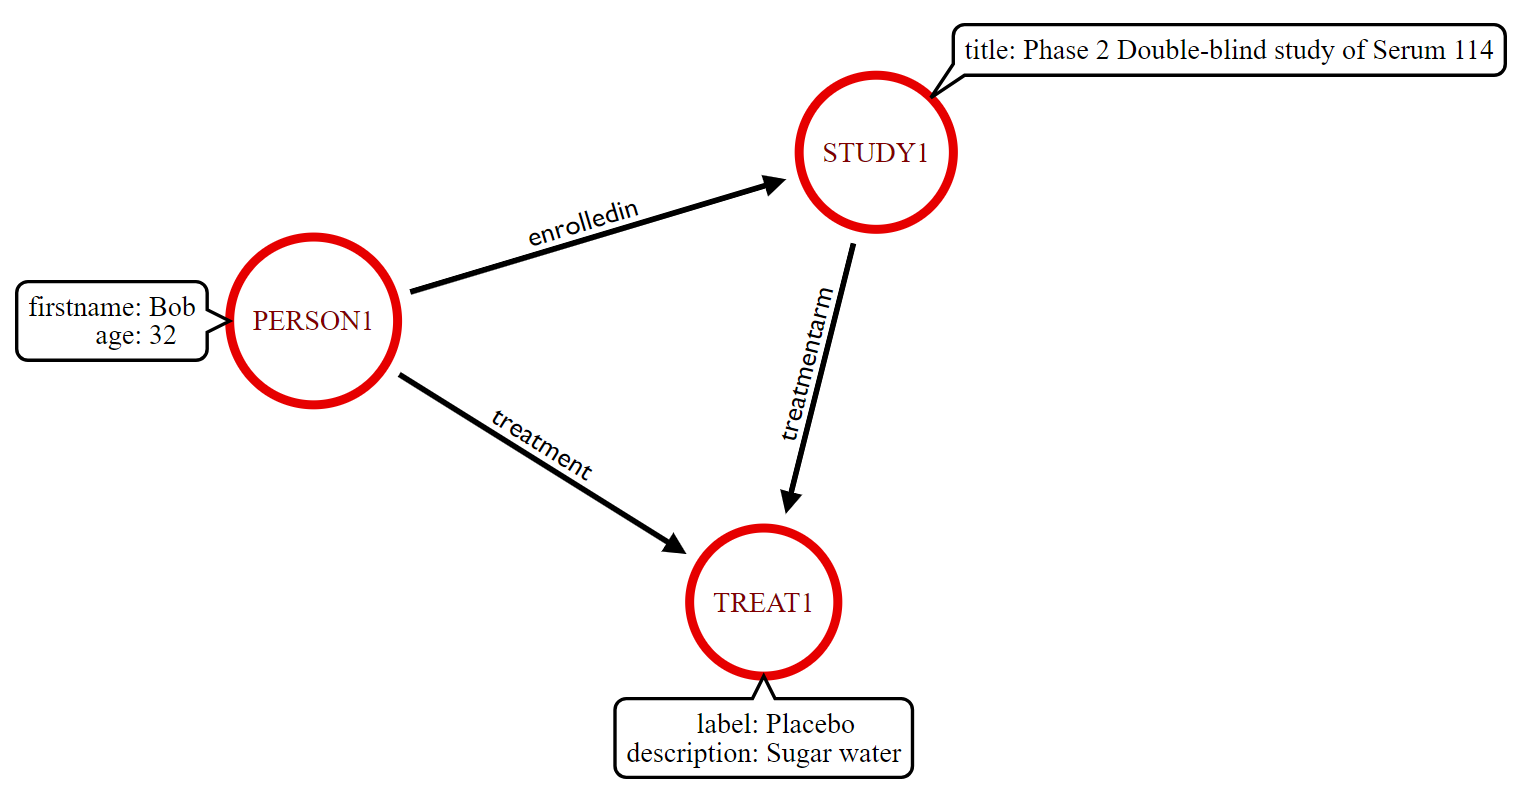 title: Phase 2 Double-blind study of Serum 114
STUDY1
enrolledin
firstname: Bob
age: 32
PERSON1
treatmentarm
treatment
TREAT1
label: Placebo
description: Sugar water